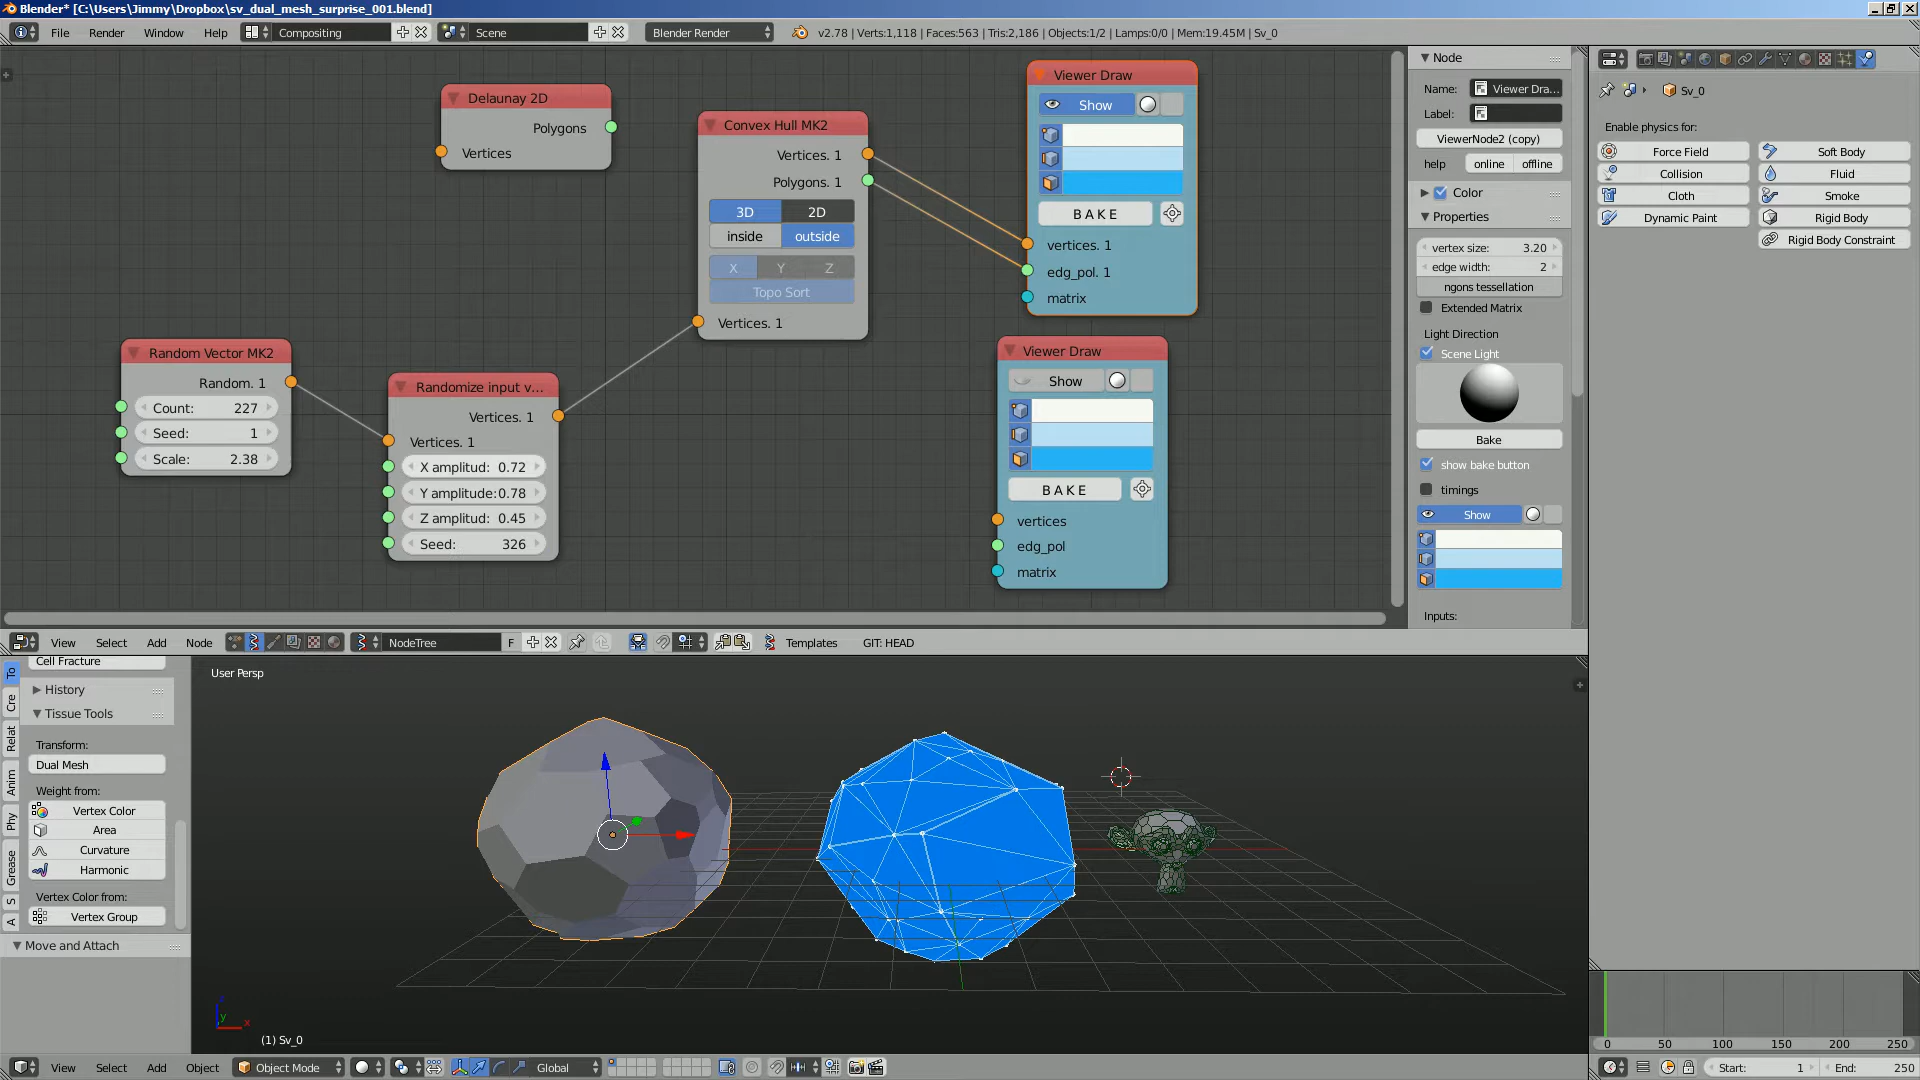 Blender* [C:\Users\Jimmy\Dropbox\sv_dual_mesh_surprise_001.blend]
File Render Window Help Compositing Scene Blender Render v2.78 | Verts:1,118 | Faces:563 | Tris:2,186 | Objects:1/2 | Lamps:0/0 | Mem:19.45M | Sv_0
Delaunay 2D
Polygons
Vertices
Convex Hull MK2
Vertices. 1
Polygons. 1
3D 2D
inside outside
X Y Z
Topo Sort
Vertices. 1
Viewer Draw
Show
BAKE
vertices. 1
edg_pol. 1
matrix
Random Vector MK2
Random. 1
Count: 227
Seed: 1
Scale: 2.38
Randomize input v...
Vertices. 1
Vertices. 1
X amplitud: 0.72
Y amplitude: 0.78
Z amplitud: 0.45
Seed: 326
Viewer Draw
Show
BAKE
vertices
edg_pol
matrix
Node
Name: Viewer Dra...
Label:
ViewerNode2 (copy)
help online offline
Color
Properties
vertex size: 3.20
edge width: 2
ngons tessellation
Extended Matrix
Light Direction
Scene Light
Bake
show bake button
timings
Show
Inputs:
Sv_0
Enable physics for:
Force Field Soft Body
Collision Fluid
Cloth Smoke
Dynamic Paint Rigid Body
Rigid Body Constraint
View Select Add Node NodeTree F Templates GIT: HEAD
To
Cre
Relat
Anim
Phy
Grease
S
A
Cell Fracture
History
Tissue Tools
Transform:
Dual Mesh
Weight from:
Vertex Color
Area
Curvature
Harmonic
Vertex Color from:
Vertex Group
Move and Attach
User Persp
y
x
(1) Sv_0
View Select Add Object Object Mode Global
0 50 100 150 200 250
Start: 1 End: 250